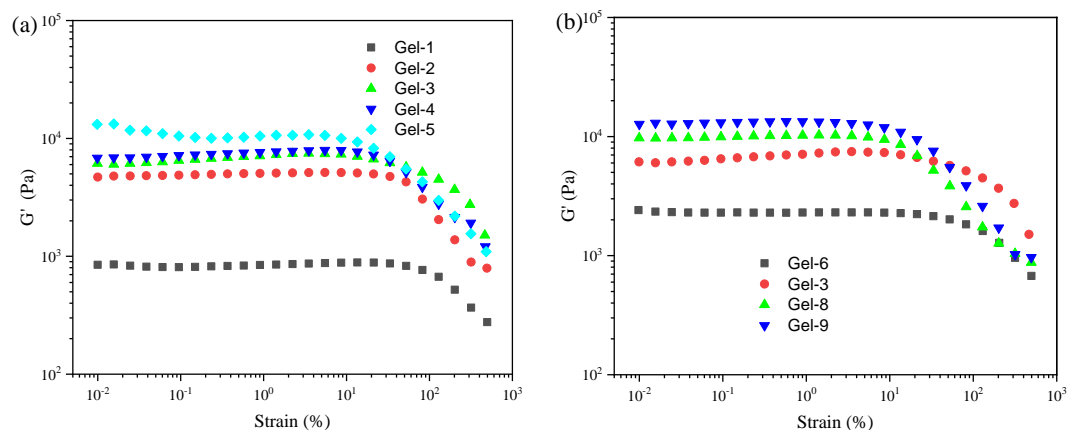 (a)
G' (Pa)
10^5
10^4
10^3
10^2
Gel-1
Gel-2
Gel-3
Gel-4
Gel-5
10^-2
10^-1
10^0
10^1
10^2
10^3
Strain (%)
(b)
G' (Pa)
10^5
10^4
10^3
10^2
Gel-6
Gel-3
Gel-8
Gel-9
10^-2
10^-1
10^0
10^1
10^2
10^3
Strain (%)